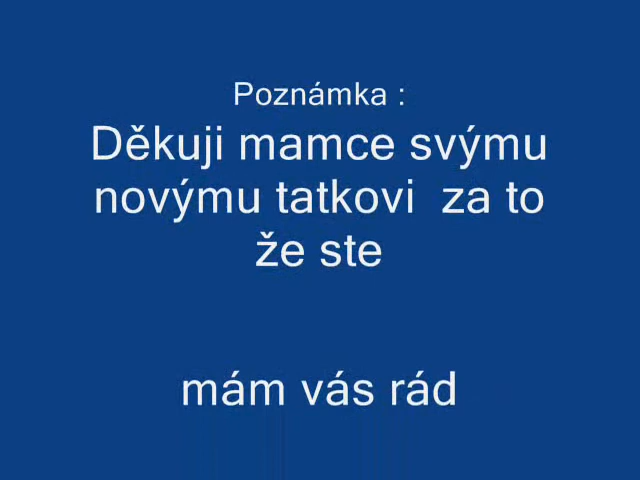 Poznámka :
Děkuji mamce svýmu
novýmu tatkovi  za to
že ste
mám vás rád